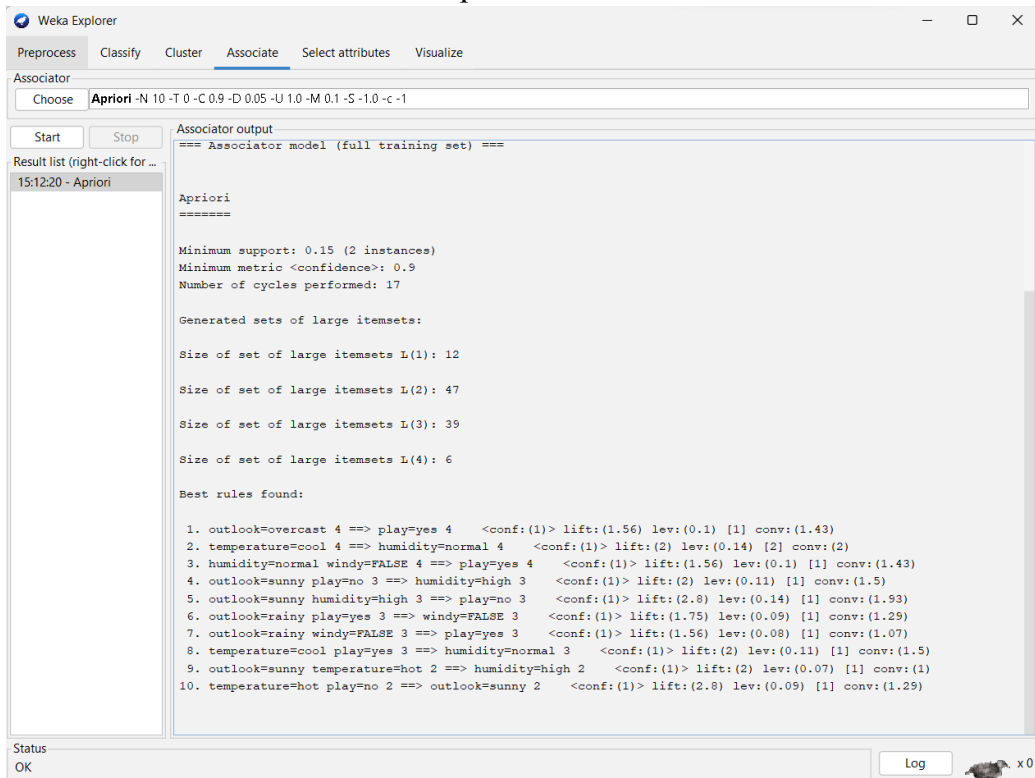 Weka Explorer
Preprocess Classify Cluster Associate Select attributes Visualize
Associator
Choose Apriori -N 10 -T 0 -C 0.9 -D 0.05 -U 1.0 -M 0.1 -S -1.0 -c -1
Start Stop
Result list (right-click for ...
15:12:20 - Apriori
Associator output
=== Associator model (full training set) ===
Apriori
=======
Minimum support: 0.15 (2 instances)
Minimum metric <confidence>: 0.9
Number of cycles performed: 17
Generated sets of large itemsets:
Size of set of large itemsets L(1): 12
Size of set of large itemsets L(2): 47
Size of set of large itemsets L(3): 39
Size of set of large itemsets L(4): 6
Best rules found:
1. outlook=overcast 4 ==> play=yes 4 <conf:(1)> lift:(1.56) lev:(0.1) [1] conv:(1.43)
2. temperature=cool 4 ==> humidity=normal 4 <conf:(1)> lift:(2) lev:(0.14) [2] conv:(2)
3. humidity=normal windy=FALSE 4 ==> play=yes 4 <conf:(1)> lift:(1.56) lev:(0.1) [1] conv:(1.43)
4. outlook=sunny play=no 3 ==> humidity=high 3 <conf:(1)> lift:(2) lev:(0.11) [1] conv:(1.5)
5. outlook=sunny humidity=high 3 ==> play=no 3 <conf:(1)> lift:(2.8) lev:(0.14) [1] conv:(1.93)
6. outlook=rainy play=yes 3 ==> windy=FALSE 3 <conf:(1)> lift:(1.75) lev:(0.09) [1] conv:(1.29)
7. outlook=rainy windy=FALSE 3 ==> play=yes 3 <conf:(1)> lift:(1.56) lev:(0.08) [1] conv:(1.07)
8. temperature=cool play=yes 3 ==> humidity=normal 3 <conf:(1)> lift:(2) lev:(0.11) [1] conv:(1.5)
9. outlook=sunny temperature=hot 2 ==> humidity=high 2 <conf:(1)> lift:(2) lev:(0.07) [1] conv:(1)
10. temperature=hot play=no 2 ==> outlook=sunny 2 <conf:(1)> lift:(2.8) lev:(0.09) [1] conv:(1.29)
Status
OK
Log
x 0